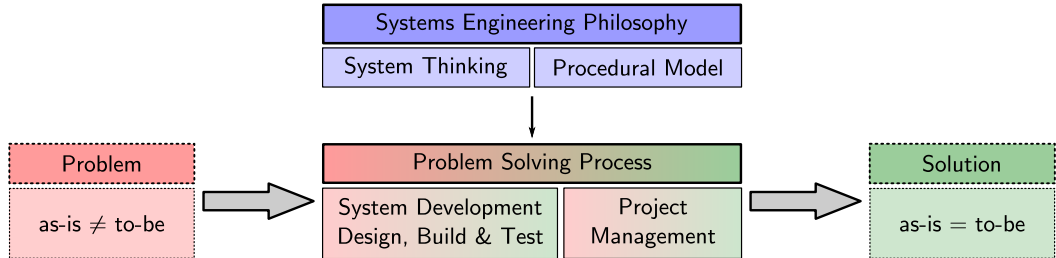 Systems Engineering Philosophy
System Thinking
Procedural Model
Problem
Problem Solving Process
Solution
as-is ≠ to-be
System Development
Design, Build & Test
Project
Management
as-is = to-be